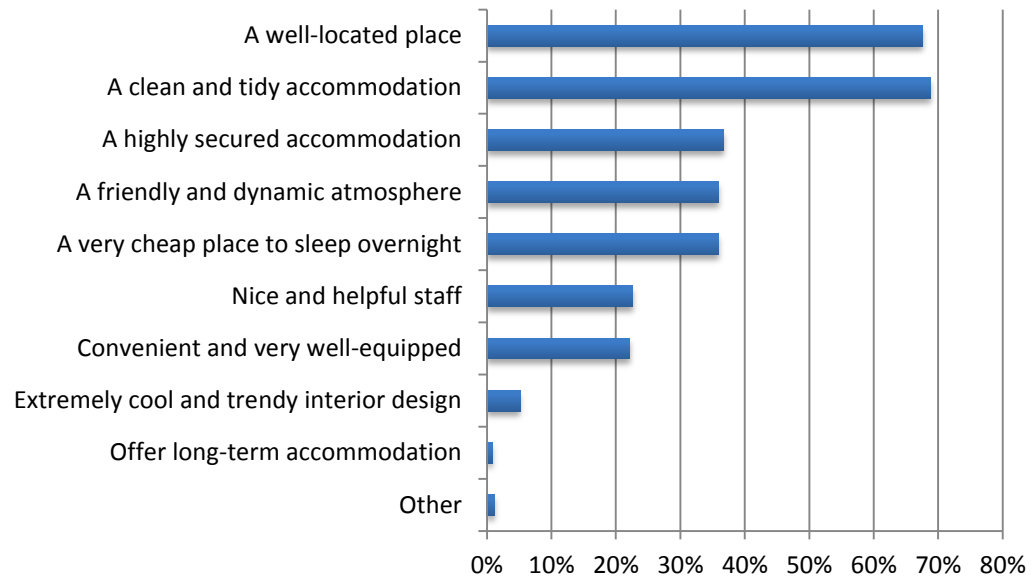 A well-located place
A clean and tidy accommodation
A highly secured accommodation
A friendly and dynamic atmosphere
A very cheap place to sleep overnight
Nice and helpful staff
Convenient and very well-equipped
Extremely cool and trendy interior design
Offer long-term accommodation
Other
0% 10% 20% 30% 40% 50% 60% 70% 80%